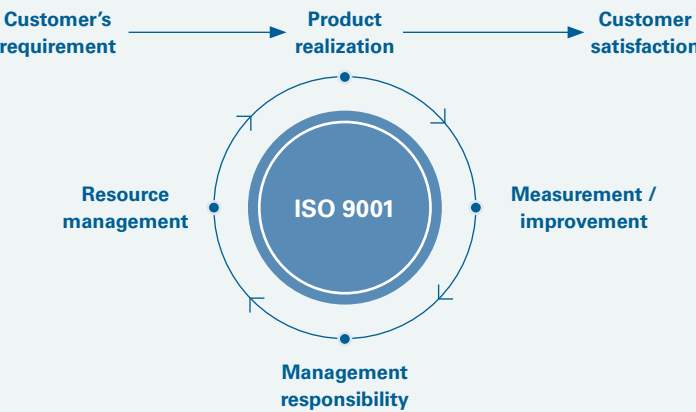 Customer's
requirement
Product
realization
Customer
satisfaction
Resource
management
ISO 9001
Measurement /
improvement
Management
responsibility